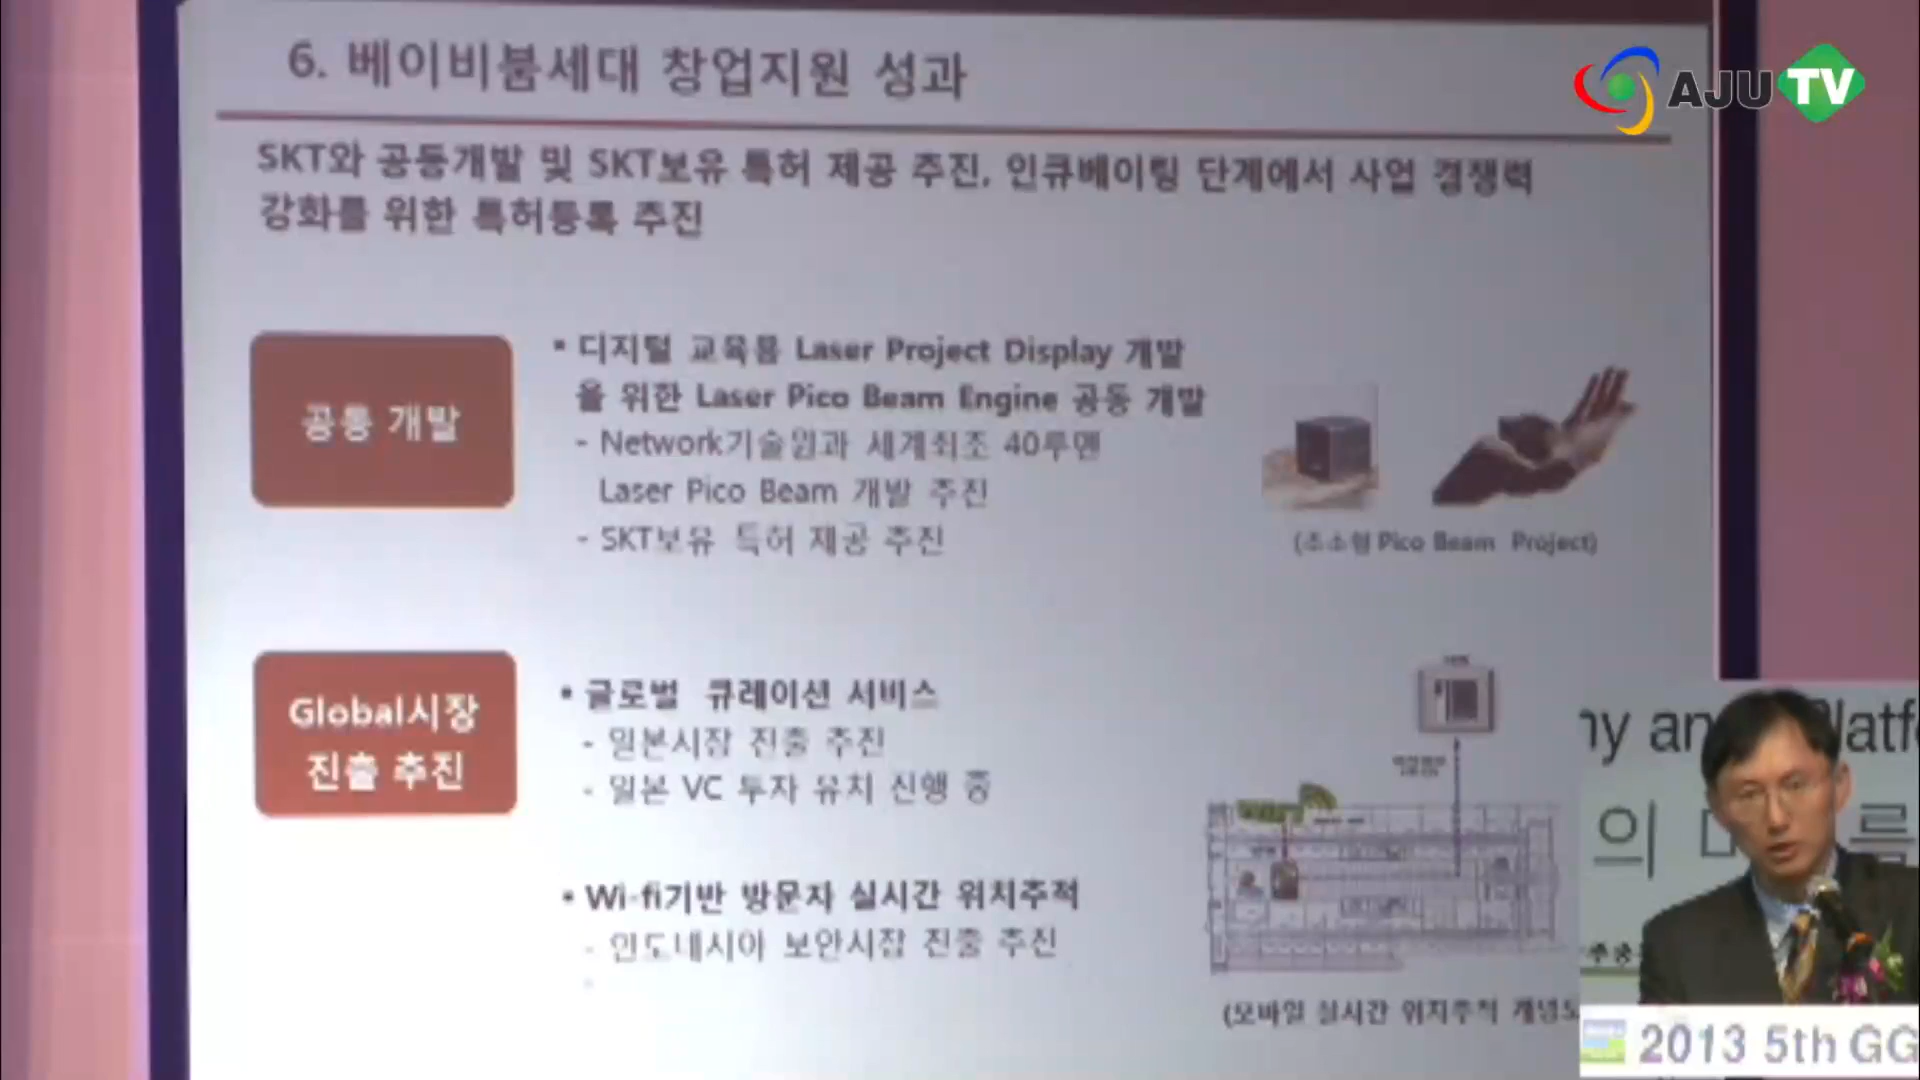 6. 베이비붐세대 창업지원 성과
AJU TV
SKT와 공동개발 및 SKT보유 특허 제공 추진, 인큐베이팅 단계에서 사업 경쟁력
강화를 위한 특허등록 추진
공동 개발
▪ 디지털 교육용 Laser Project Display 개발
을 위한 Laser Pico Beam Engine 공동 개발
- Network기술원과 세계최초 40루멘
Laser Pico Beam 개발 추진
- SKT보유 특허 제공 추진
(초소형 Pico Beam Project)
Global시장
진출 추진
▪ 글로벌 큐레이션 서비스
- 일본시장 진출 추진
- 일본 VC 투자 유치 진행 중
▪ Wi-fi기반 방문자 실시간 위치추적
- 인도네시아 보안시장 진출 추진
(모바일 실시간 위치추적 개념도
의
름
2013 5th GG